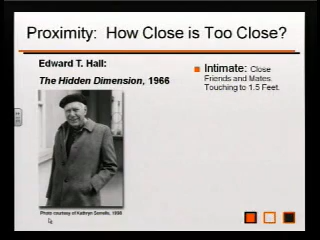 Proximity:  How Close is Too Close?
Edward T. Hall:
The Hidden Dimension, 1966
Intimate: Close
Friends and Mates.
Touching to 1.5 Feet.
Photo courtesy of Kathryn Sorrells, 1998